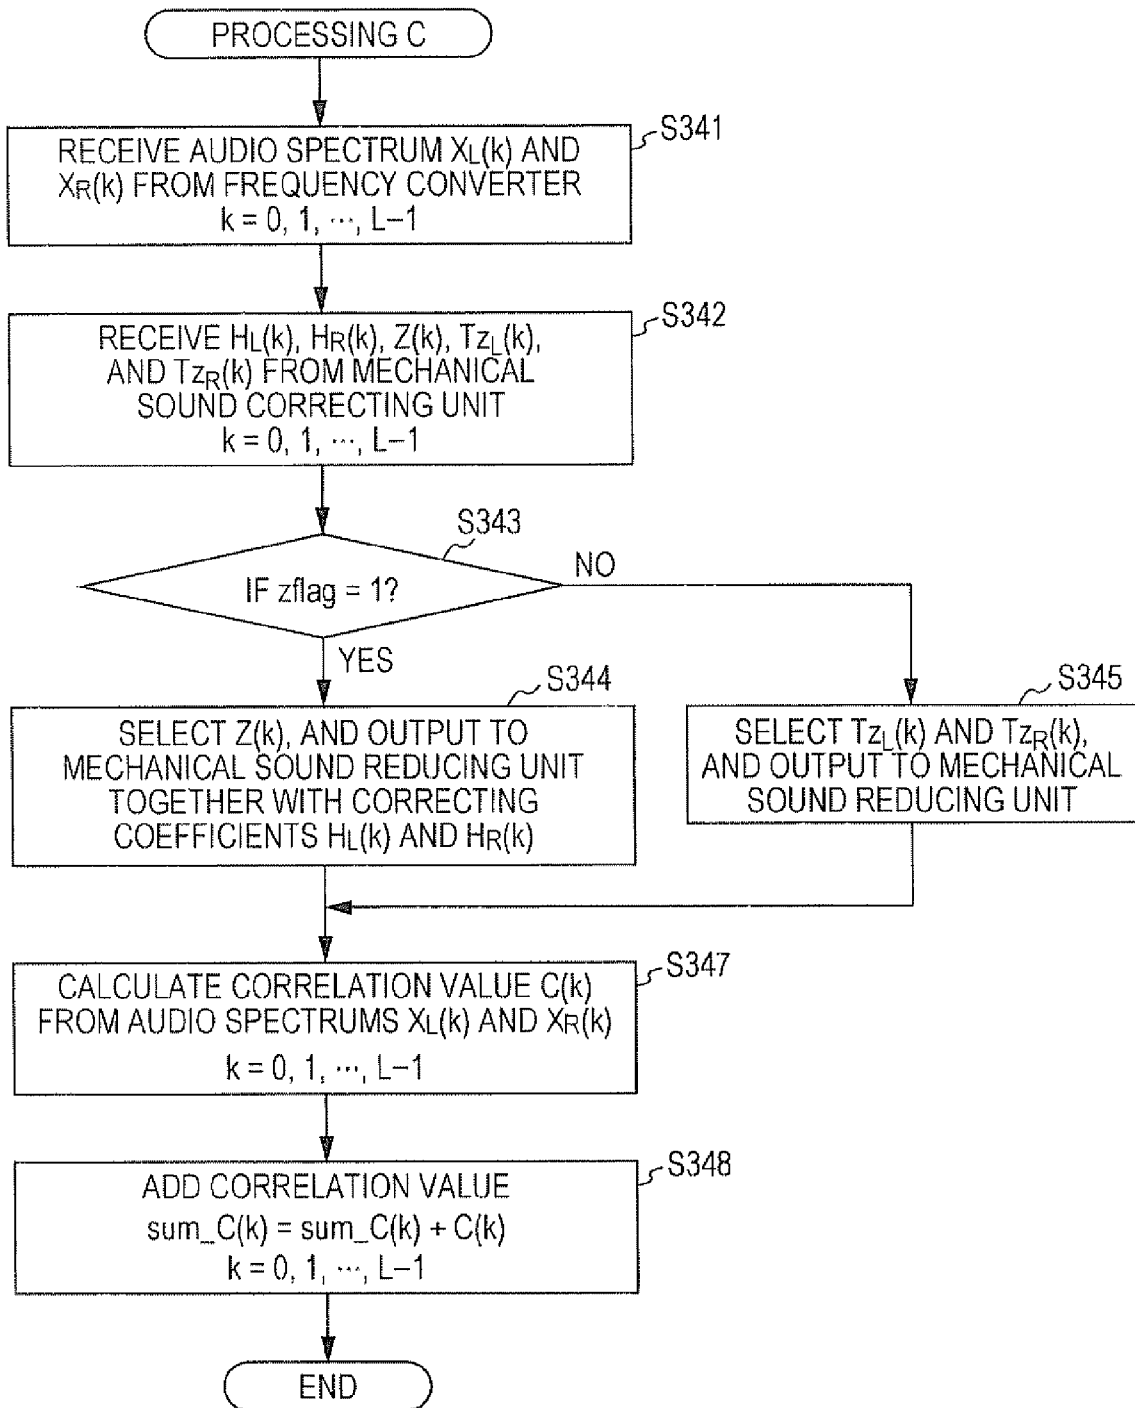 PROCESSING C
S341
RECEIVE AUDIO SPECTRUM XL(k) AND
XR(k) FROM FREQUENCY CONVERTER
k = 0, 1, ···, L–1
S342
RECEIVE HL(k), HR(k), Z(k), TzL(k),
AND TzR(k) FROM MECHANICAL
SOUND CORRECTING UNIT
k = 0, 1, ···, L–1
S343
IF zflag = 1?
NO
YES
S344
SELECT Z(k), AND OUTPUT TO
MECHANICAL SOUND REDUCING UNIT
TOGETHER WITH CORRECTING
COEFFICIENTS HL(k) AND HR(k)
S345
SELECT TzL(k) AND TzR(k),
AND OUTPUT TO MECHANICAL
SOUND REDUCING UNIT
S347
CALCULATE CORRELATION VALUE C(k)
FROM AUDIO SPECTRUMS XL(k) AND XR(k)
k = 0, 1, ···, L–1
S348
ADD CORRELATION VALUE
sum_C(k) = sum_C(k) + C(k)
k = 0, 1, ···, L–1
END